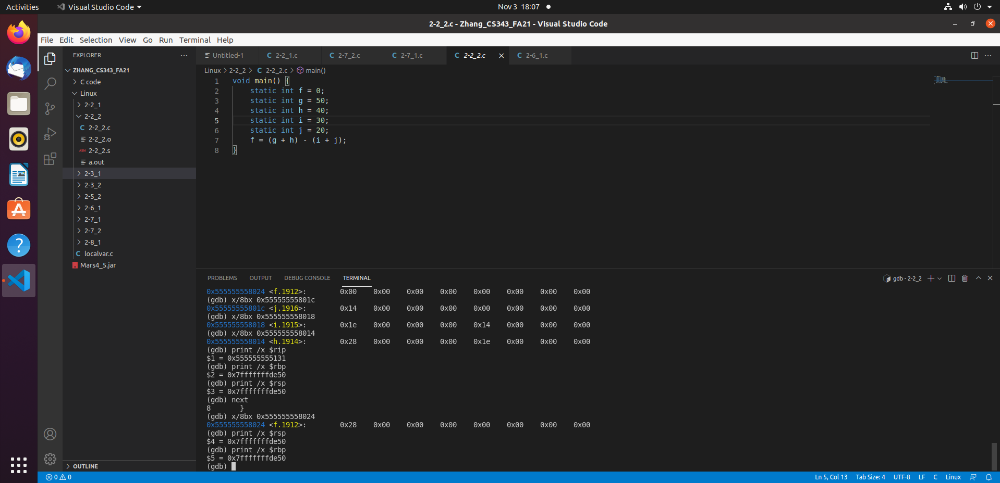 Activities Visual Studio Code Nov 3 18:07
2-2_2.c - Zhang_CS343_FA21 - Visual Studio Code
File Edit Selection View Go Run Terminal Help
EXPLORER
ZHANG_CS343_FA21
C code
Linux
2-2_1
2-2_2
C 2-2_2.c
2-2_2.o
ASM 2-2_2.s
a.out
2-3_1
2-3_2
2-5_2
2-6_1
2-7_1
2-7_2
2-8_1
C localvar.c
Mars4_5.jar
OUTLINE
Untitled-1 C 2-2_1.c C 2-7_2.c C 2-7_1.c C 2-2_2.c C 2-6_1.c
Linux > 2-2_2 > C 2-2_2.c > main()
1 void main() {
2 static int f = 0;
3 static int g = 50;
4 static int h = 40;
5 static int i = 30;
6 static int j = 20;
7 f = (g + h) - (i + j);
8 }
PROBLEMS OUTPUT DEBUG CONSOLE TERMINAL gdb - 2-2_2
0x555555558024 <f.1912>: 0x00 0x00 0x00 0x00 0x00 0x00 0x00 0x00
(gdb) x/8bx 0x55555555801c
0x55555555801c <j.1916>: 0x14 0x00 0x00 0x00 0x00 0x00 0x00 0x00
(gdb) x/8bx 0x555555558018
0x555555558018 <i.1915>: 0x1e 0x00 0x00 0x00 0x14 0x00 0x00 0x00
(gdb) x/8bx 0x555555558014
0x555555558014 <h.1914>: 0x28 0x00 0x00 0x00 0x1e 0x00 0x00 0x00
(gdb) print /x $rip
$1 = 0x555555555131
(gdb) print /x $rbp
$2 = 0x7fffffffde50
(gdb) print /x $rsp
$3 = 0x7fffffffde50
(gdb) next
8 }
(gdb) x/8bx 0x555555558024
0x555555558024 <f.1912>: 0x28 0x00 0x00 0x00 0x00 0x00 0x00 0x00
(gdb) print /x $rsp
$4 = 0x7fffffffde50
(gdb) print /x $rbp
$5 = 0x7fffffffde50
(gdb)
0 0 Ln 5, Col 13 Tab Size: 4 UTF-8 LF C Linux